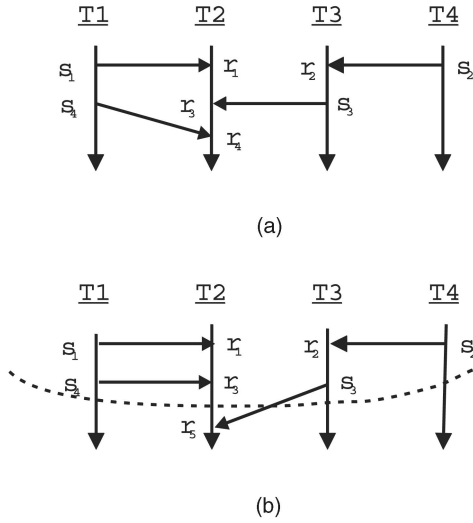 T1 T2 T3 T4
s₁ r₁ r₂ s₂
s₄ r₃ s₃
r₄
(a)
T1 T2 T3 T4
s₁ r₁ r₂ s₂
s₄ r₃ s₃
r₅
(b)